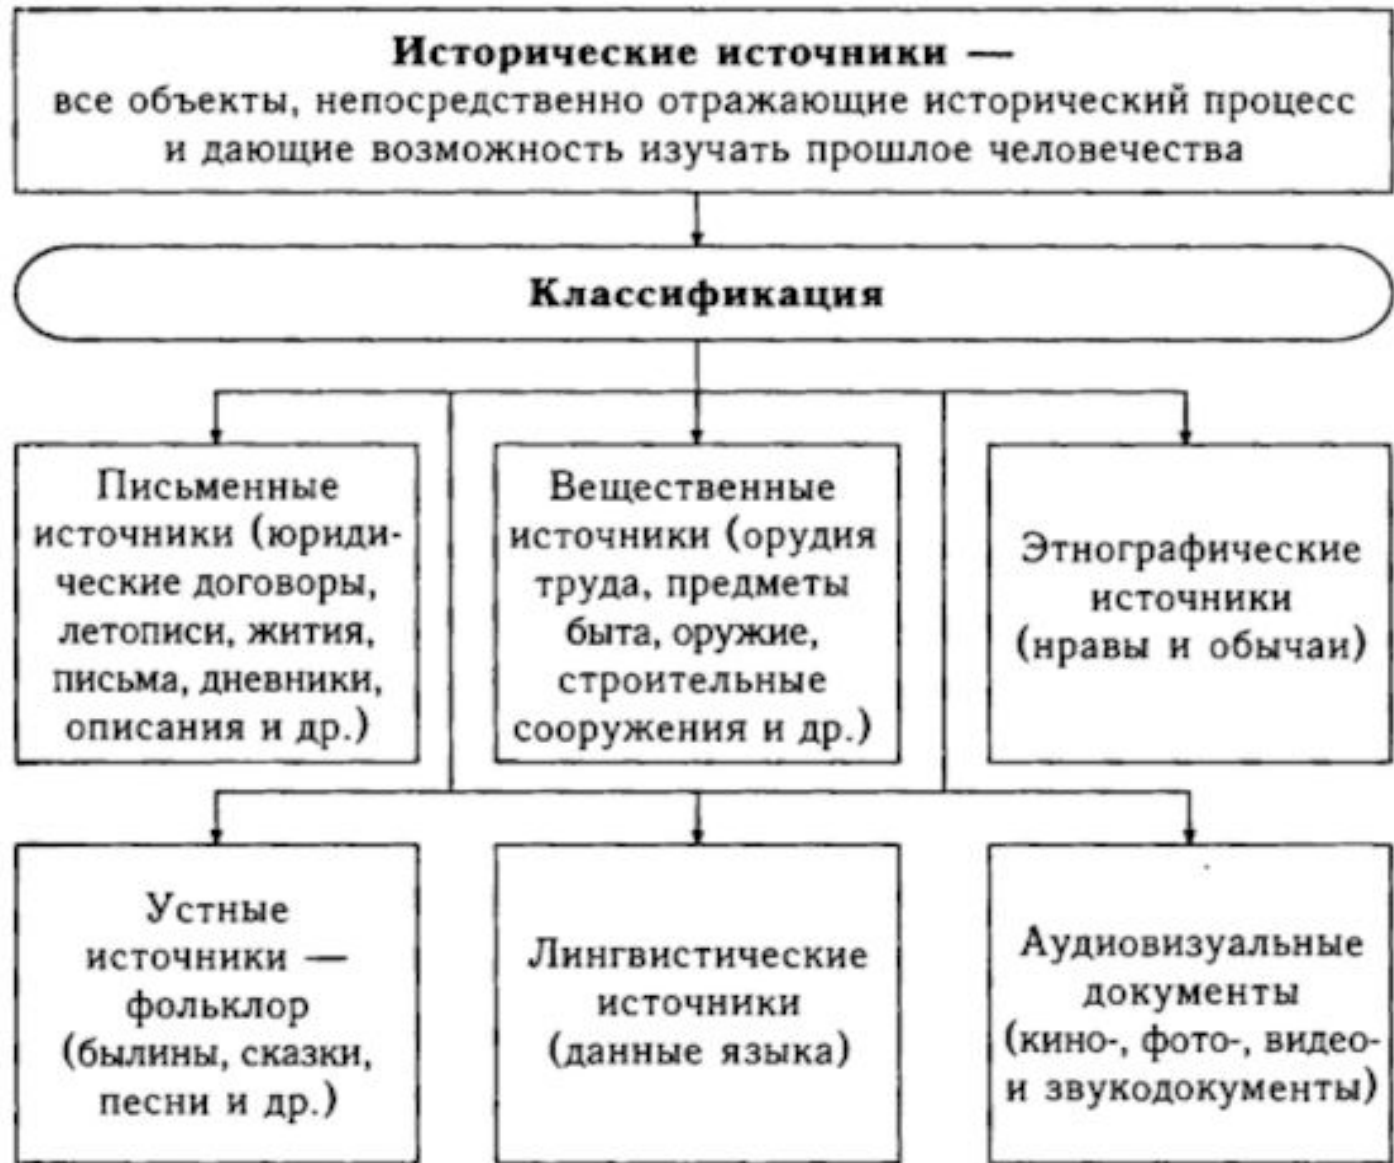 Исторические источники —
все объекты, непосредственно отражающие исторический процесс
и дающие возможность изучать прошлое человечества
Классификация
Письменные
источники (юриди-
ческие договоры,
летописи, жития,
письма, дневники,
описания и др.)
Вещественные
источники (орудия
труда, предметы
быта, оружие,
строительные
сооружения и др.)
Этнографические
источники
(нравы и обычаи)
Устные
источники —
фольклор
(былины, сказки,
песни и др.)
Лингвистические
источники
(данные языка)
Аудиовизуальные
документы
(кино-, фото-, видео-
и звукодокументы)